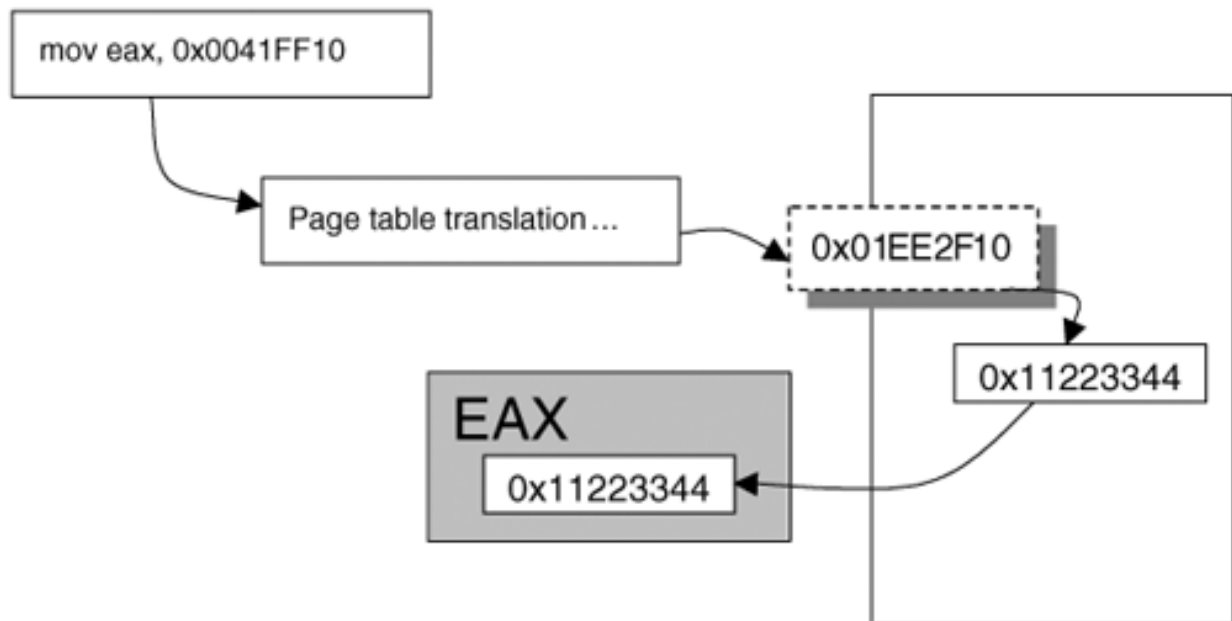 mov eax, 0x0041FF10
Page table translation ...
0x01EE2F10
0x11223344
EAX
0x11223344